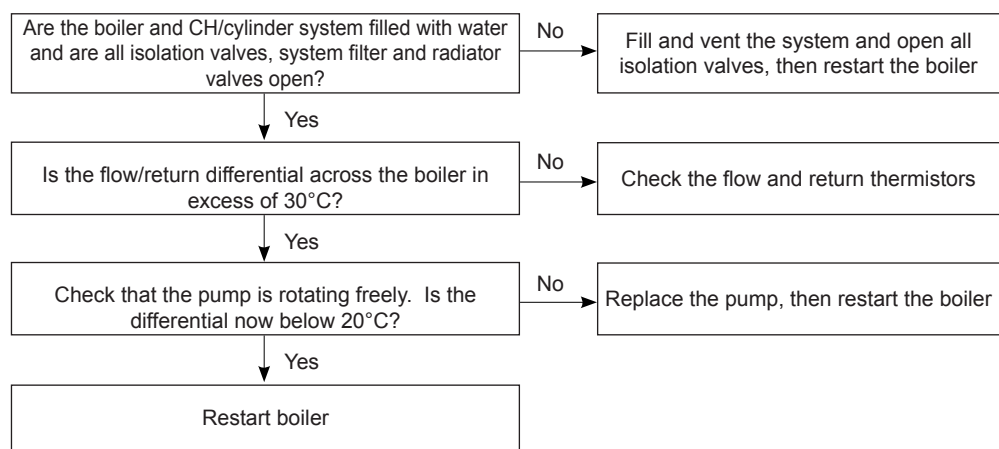 Are the boiler and CH/cylinder system filled with water
and are all isolation valves, system filter and radiator
valves open?
No
Fill and vent the system and open all
isolation valves, then restart the boiler
Yes
Is the flow/return differential across the boiler in
excess of 30°C?
No
Check the flow and return thermistors
Yes
Check that the pump is rotating freely.  Is the
differential now below 20°C?
No
Replace the pump, then restart the boiler
Yes
Restart boiler